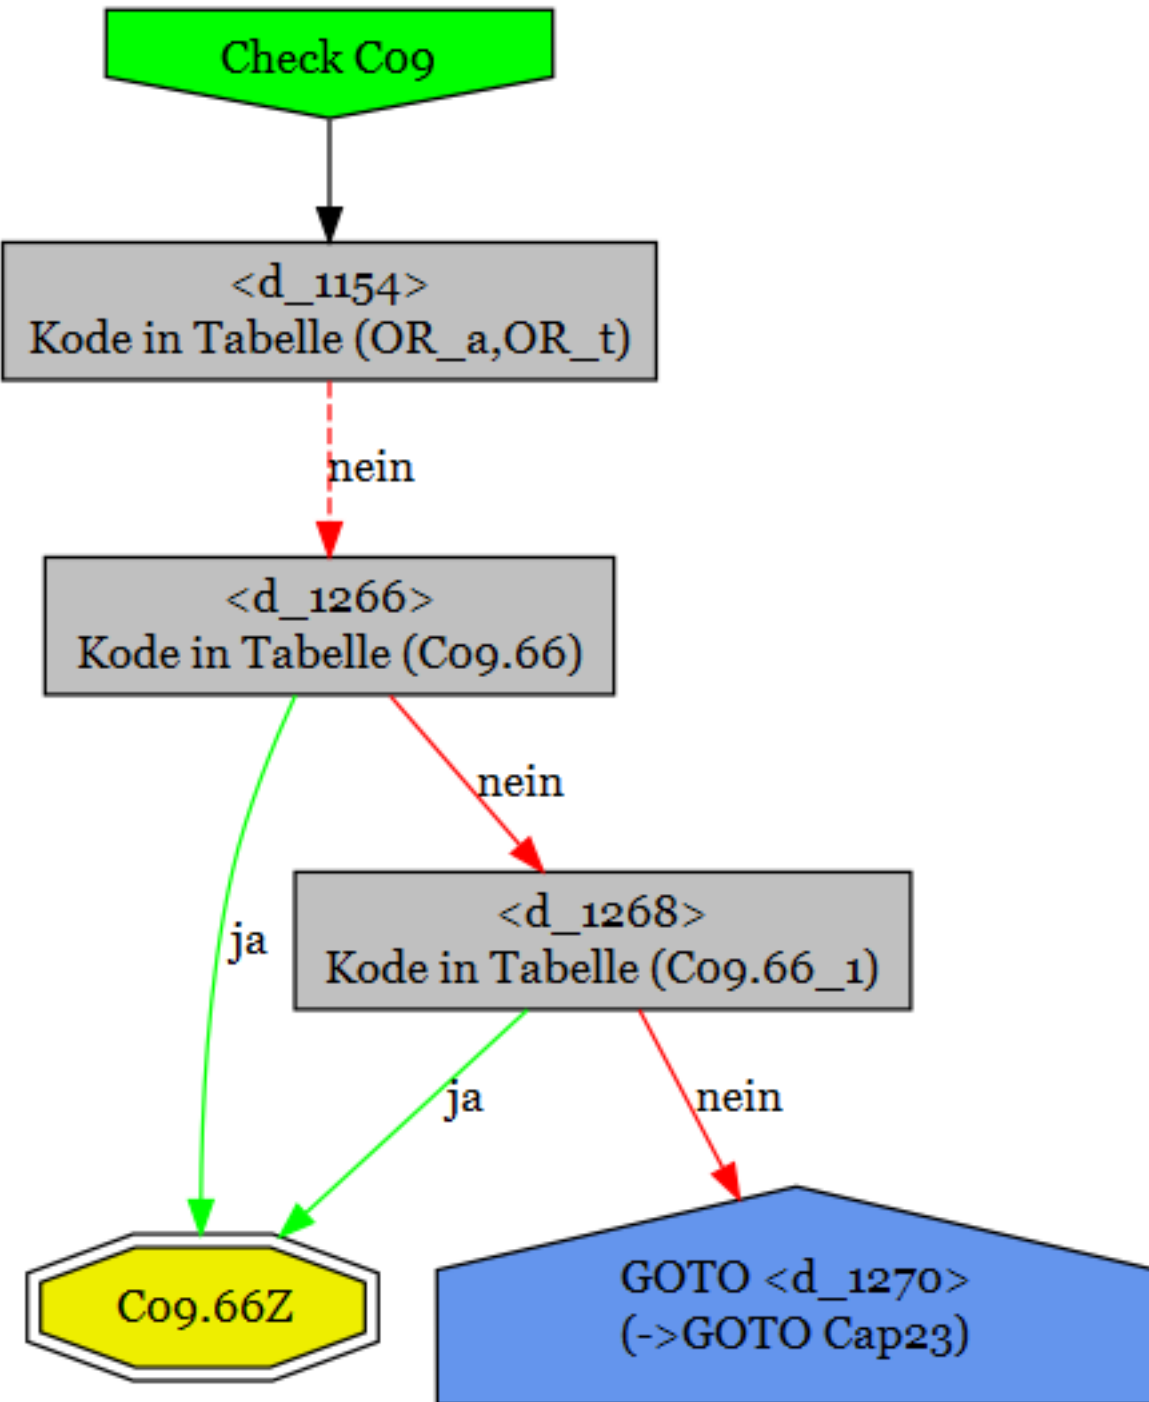 Check C09
<d_1154>
Kode in Tabelle (OR_a,OR_t)
nein
<d_1266>
Kode in Tabelle (C09.66)
nein
ja
<d_1268>
Kode in Tabelle (C09.66_1)
ja
nein
C09.66Z
GOTO <d_1270>
(->GOTO Cap23)